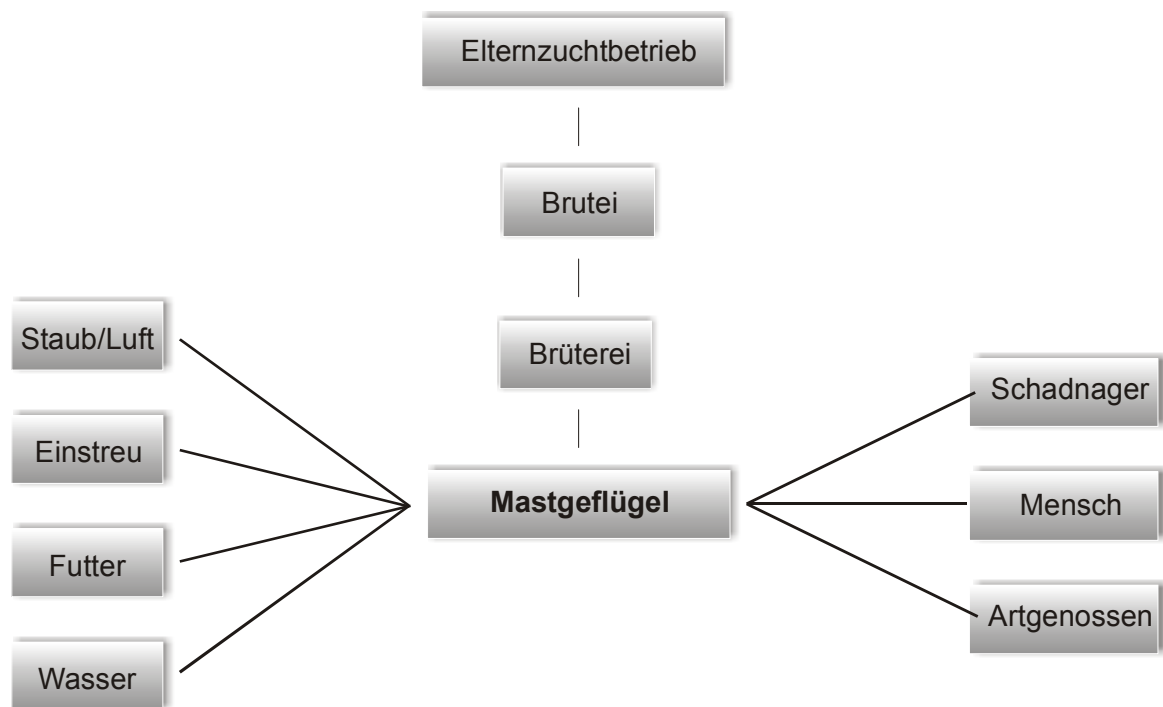 Elternzuchtbetrieb
Brutei
Brüterei
Mastgeflügel
Staub/Luft
Einstreu
Futter
Wasser
Schadnager
Mensch
Artgenossen